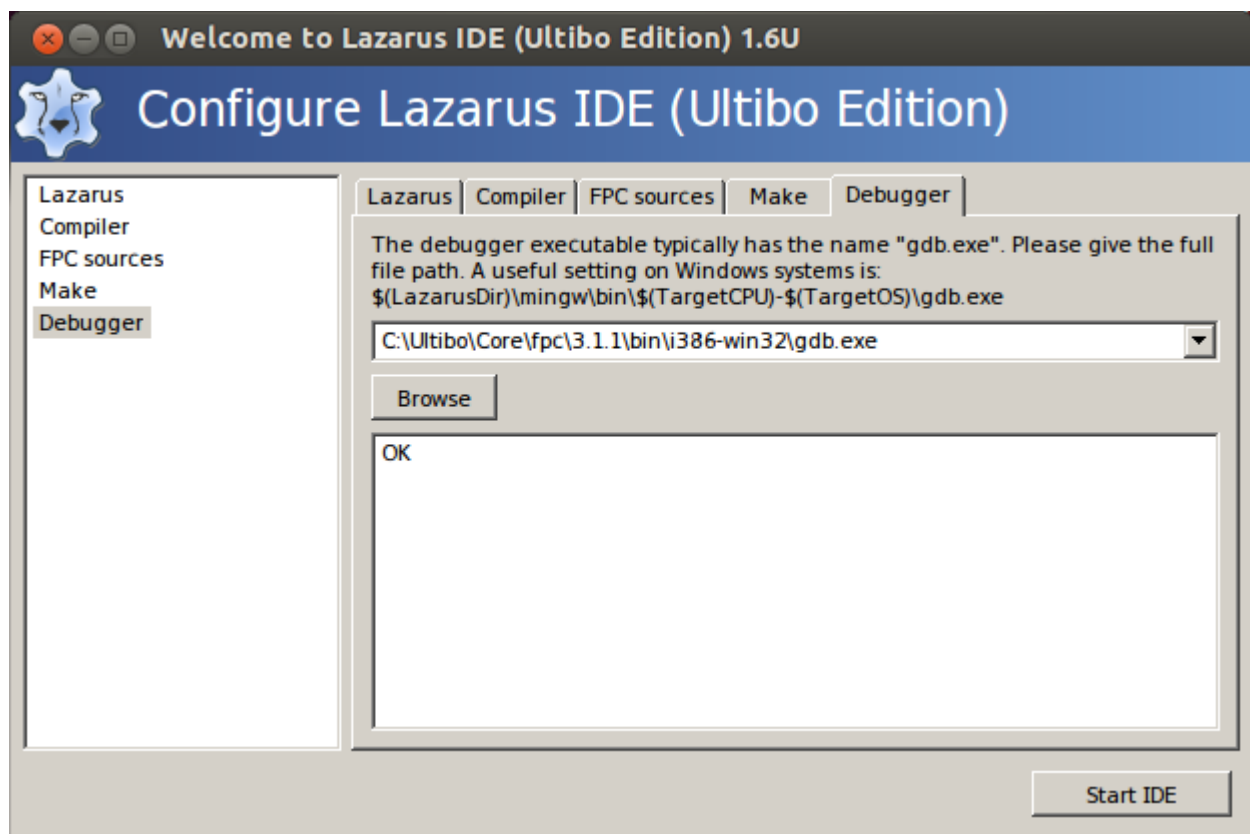 Welcome to Lazarus IDE (Ultibo Edition) 1.6U
Configure Lazarus IDE (Ultibo Edition)
Lazarus
Compiler
FPC sources
Make
Debugger
Lazarus Compiler FPC sources Make Debugger
The debugger executable typically has the name "gdb.exe". Please give the full
file path. A useful setting on Windows systems is:
$(LazarusDir)\mingw\bin\$(TargetCPU)-$(TargetOS)\gdb.exe
C:\Ultibo\Core\fpc\3.1.1\bin\i386-win32\gdb.exe
Browse
OK
Start IDE